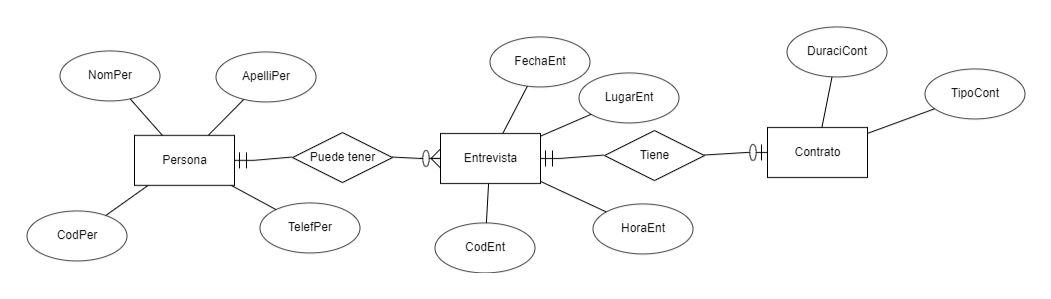 DuraciCont
FechaEnt
NomPer
ApelliPer
LugarEnt
TipoCont
Persona
Puede tener
Entrevista
Tiene
Contrato
CodPer
TelefPer
CodEnt
HoraEnt